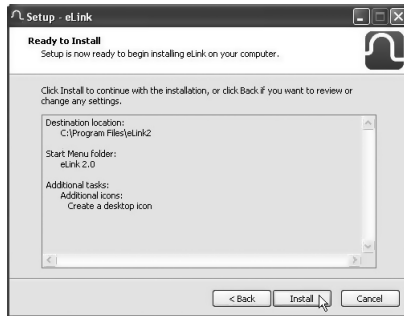 Setup - eLink
Ready to Install
Setup is now ready to begin installing eLink on your computer.
Click Install to continue with the installation, or click Back if you want to review or
change any settings.
Destination location:
C:\Program Files\eLink2
Start Menu folder:
eLink 2.0
Additional tasks:
Additional icons:
Create a desktop icon
< Back
Install
Cancel